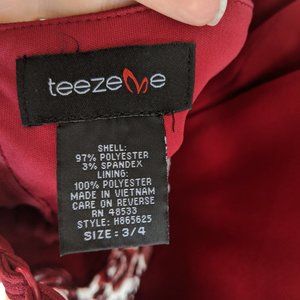 teezeme
SHELL:
97% POLYESTER
3% SPANDEX
LINING:
100% POLYESTER
MADE IN VIETNAM
CARE ON REVERSE
RN 48533
STYLE: H865625
SIZE: 3/4